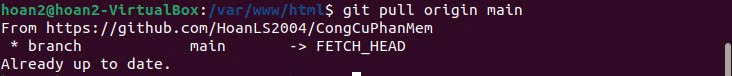 hoan2@hoan2-VirtualBox:/var/www/html$ git pull origin main
From https://github.com/HoanLS2004/CongCuPhanMem
 * branch            main       -> FETCH_HEAD
Already up to date.